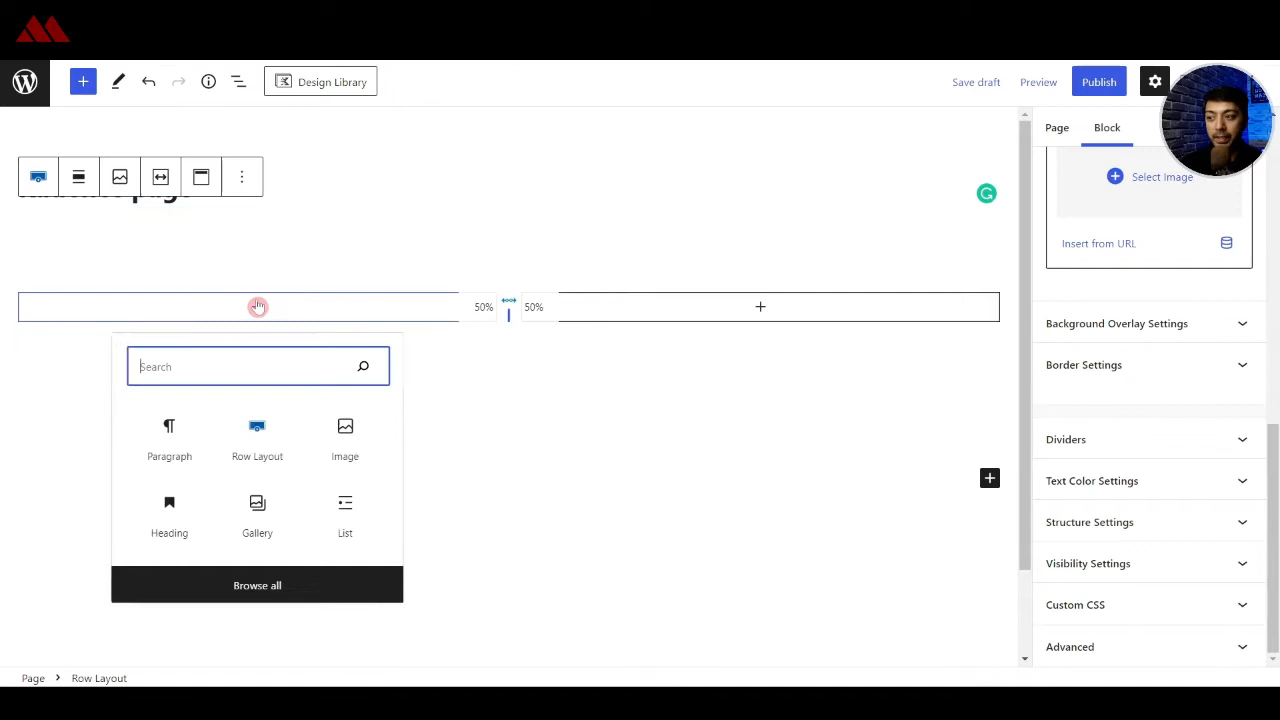 Design Library
Save draft
Preview
Publish
Page
Block
page
Select Image
Insert from URL
50%
50%
Search
Paragraph
Row Layout
Image
Heading
Gallery
List
Browse all
Background Overlay Settings
Border Settings
Dividers
Text Color Settings
Structure Settings
Visibility Settings
Custom CSS
Advanced
Page
Row Layout